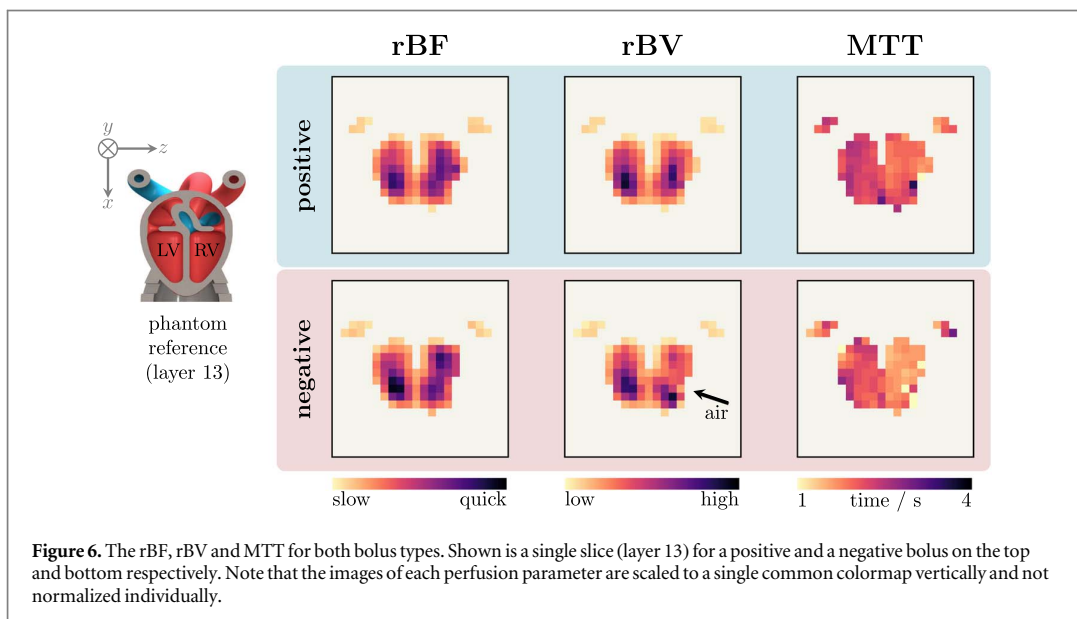 rBF rBV MTT
positive
y
z
x
LV RV
phantom
reference
(layer 13)
negative
air
slow quick low high 1 time / s 4
Figure 6. The rBF, rBV and MTT for both bolus types. Shown is a single slice (layer 13) for a positive and a negative bolus on the top
and bottom respectively. Note that the images of each perfusion parameter are scaled to a single common colormap vertically and not
normalized individually.